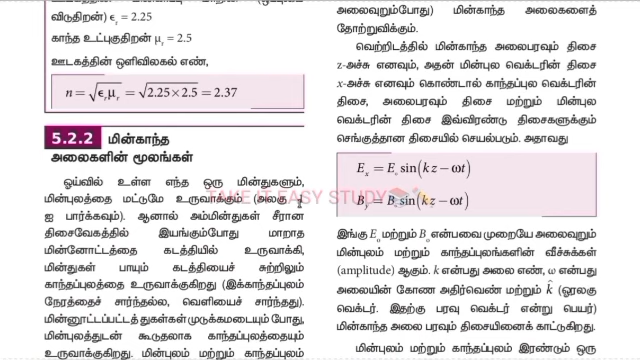 விடுதிறன்) ϵr = 2.25
காந்த உட்புகுதிறன் μr = 2.5
ஊடகத்தின் ஒளிவிலகல் எண்,
n = √ϵrμr = √2.25×2.5 = 2.37
5.2.2 மின்காந்த
அலைகளின் மூலங்கள்
ஓய்வில் உள்ள எந்த ஒரு மின்துகளும்,
மின்புலத்தை மட்டுமே உருவாக்கும் (அலகு 1
ஐ பார்க்கவும்). ஆனால் அம்மின்துகள் சீரான
திசைவேகத்தில் இயங்கும்போது மாறாத
மின்னோட்டத்தை கடத்தியில் உருவாக்கி,
மின்துகள் பாயும் கடத்தியைச் சுற்றிலும்
காந்தப்புலத்தை உருவாக்குகிறது (இக்காந்தப்புலம்
நேரத்தைச் சார்ந்தல்ல, வெளியைச் சார்ந்தது).
மின்னூட்டப்பட்ட துகள்கள் முடுக்கமடையும் போது,
மின்புலத்துடன் கூடுதலாக காந்தப்புலத்தையும்
உருவாக்குகிறது. மின்புலம் மற்றும் காந்தப்புலம்
அலைவுறும்போது) மின்காந்த அலைகளைத்
தோற்றுவிக்கும்.
வெற்றிடத்தில் மின்காந்த அலைபரவும் திசை
z-அச்சு எனவும், அதன் மின்புல வெக்டரின் திசை
x-அச்சு எனவும் கொண்டால் காந்தப்புல வெக்டரின்
திசை, அலைபரவும் திசை மற்றும் மின்புல
வெக்டரின் திசை இவ்விரண்டு திசைகளுக்கும்
செங்குத்தான திசையில் செயல்படும். அதாவது
Ex = Eo sin(kz − ωt)
By = Bo sin(kz − ωt)
இங்கு Eo மற்றும் Bo என்பவை முறையே அலைவுறும்
மின்புலம் மற்றும் காந்தப்புலங்களின் வீச்சுக்கள்
(amplitude) ஆகும். k என்பது அலை எண், ω என்பது
அலையின் கோண அதிர்வெண் மற்றும் k̂ (ஓரலகு
வெக்டர். இதற்கு பரவு வெக்டர் என்று பெயர்)
மின்காந்த அலை பரவும் திசையினைக் காட்டுகிறது.
மின்புலம் மற்றும் காந்தப்புலம் இரண்டும் ஒரு
TAKE IT EASY STUDY